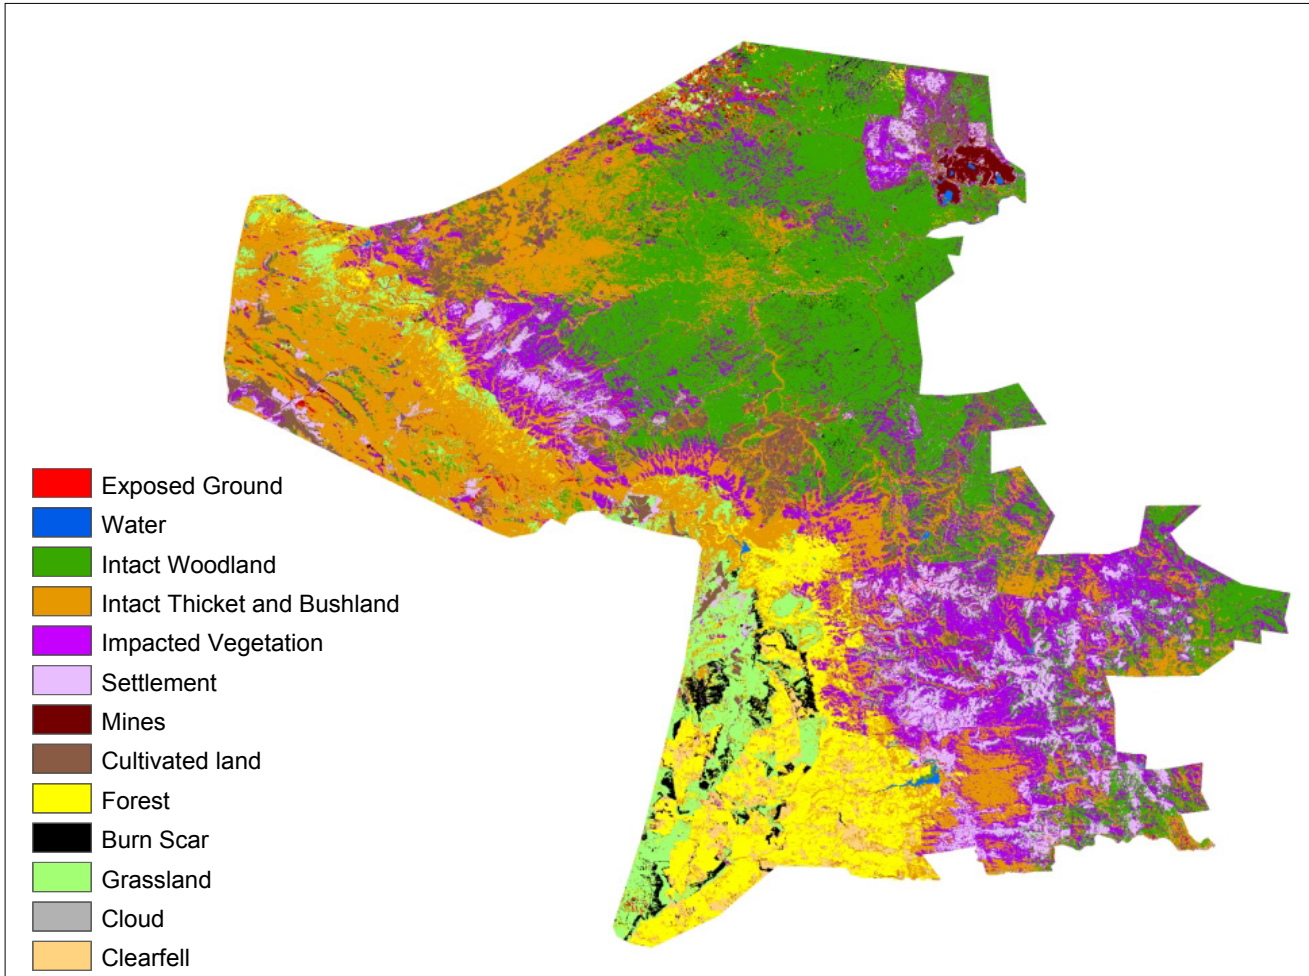 Exposed Ground
Water
Intact Woodland
Intact Thicket and Bushland
Impacted Vegetation
Settlement
Mines
Cultivated land
Forest
Burn Scar
Grassland
Cloud
Clearfell